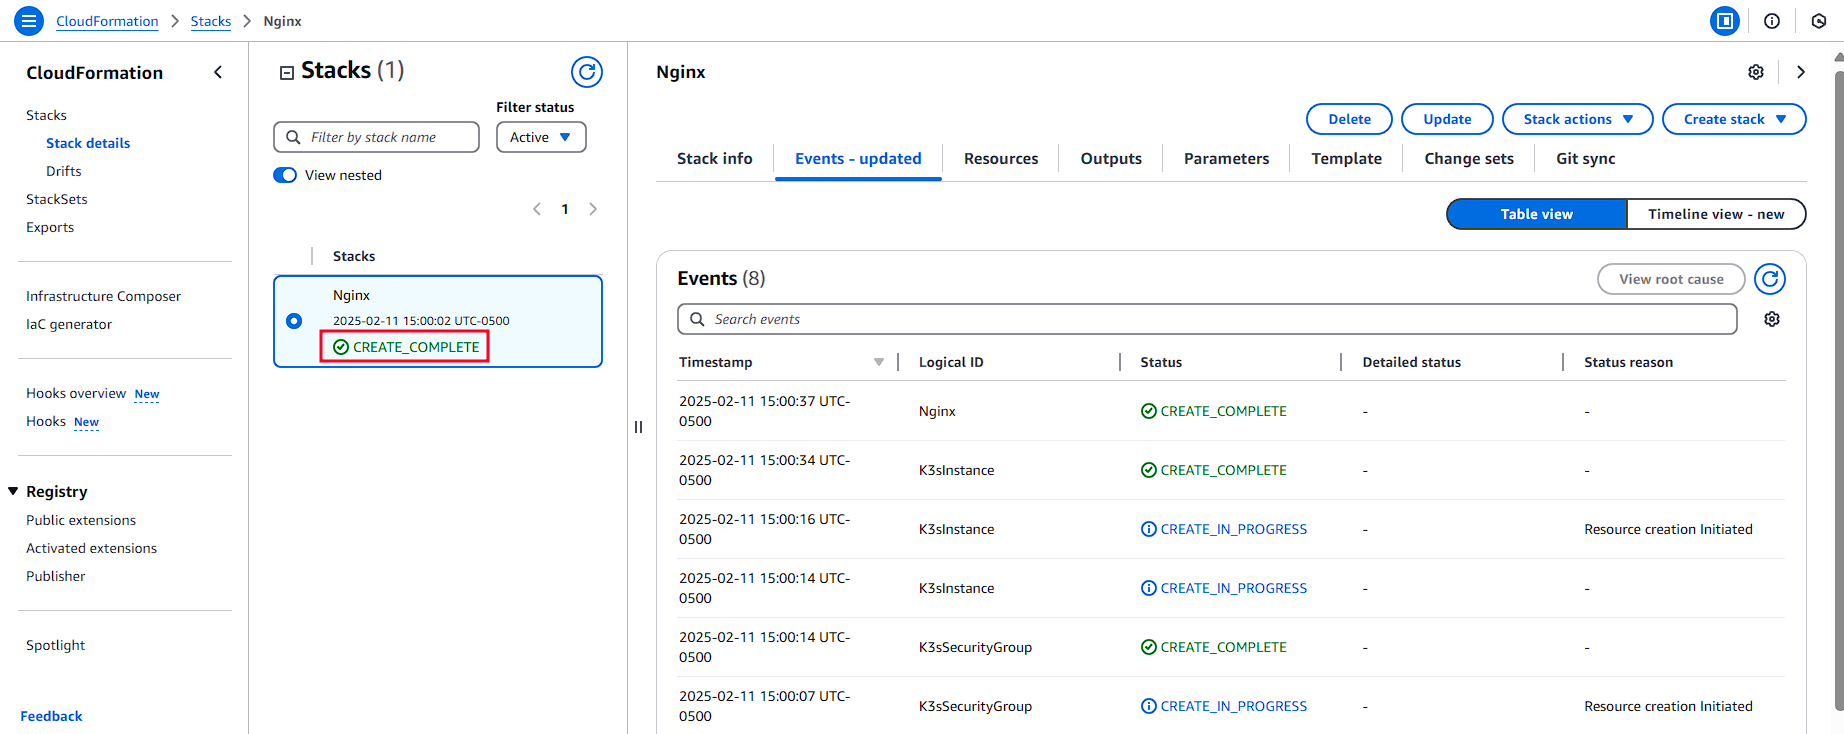 CloudFormation
Stacks
Nginx
CloudFormation
Stacks
Stack details
Drifts
StackSets
Exports
Infrastructure Composer
IaC generator
Hooks overview New
Hooks New
Registry
Public extensions
Activated extensions
Publisher
Spotlight
Feedback
Stacks (1)
Filter status
Filter by stack name
Active
View nested
1
Stacks
Nginx
2025-02-11 15:00:02 UTC-0500
CREATE_COMPLETE
Nginx
Delete Update Stack actions Create stack
Stack info Events - updated Resources Outputs Parameters Template Change sets Git sync
Table view Timeline view - new
Events (8)
View root cause
Search events
Timestamp Logical ID Status Detailed status Status reason
2025-02-11 15:00:37 UTC-
0500
Nginx CREATE_COMPLETE - -
2025-02-11 15:00:34 UTC-
0500
K3sInstance CREATE_COMPLETE - -
2025-02-11 15:00:16 UTC-
0500
K3sInstance CREATE_IN_PROGRESS - Resource creation Initiated
2025-02-11 15:00:14 UTC-
0500
K3sInstance CREATE_IN_PROGRESS - -
2025-02-11 15:00:14 UTC-
0500
K3sSecurityGroup CREATE_COMPLETE - -
2025-02-11 15:00:07 UTC-
0500
K3sSecurityGroup CREATE_IN_PROGRESS - Resource creation Initiated